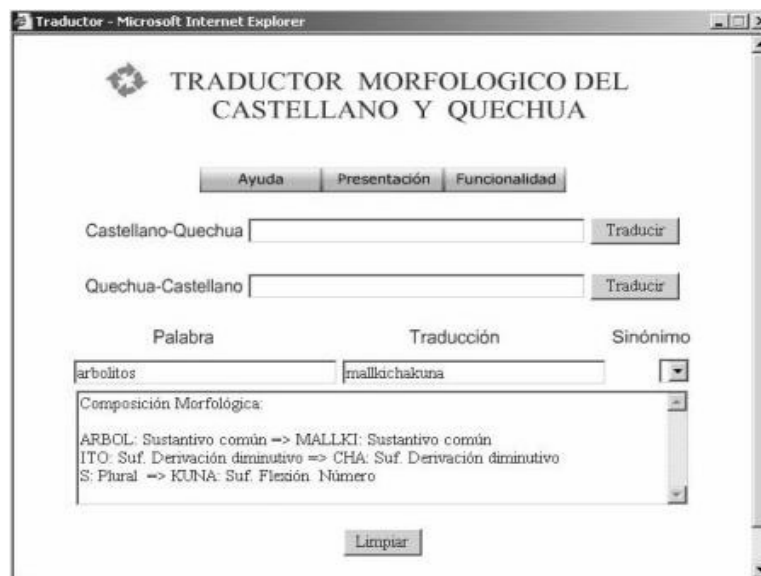 Traductor - Microsoft Internet Explorer
TRADUCTOR MORFOLOGICO DEL
CASTELLANO Y QUECHUA
Ayuda Presentación Funcionalidad
Castellano-Quechua Traducir
Quechua-Castellano Traducir
Palabra Traducción Sinónimo
arbolitos mallkichakuna
Composición Morfológica:
ARBOL: Sustantivo común => MALLKI: Sustantivo común
ITO: Suf. Derivación diminutivo => CHA: Suf. Derivación diminutivo
S: Plural => KUNA: Suf. Flexión Número
Limpiar